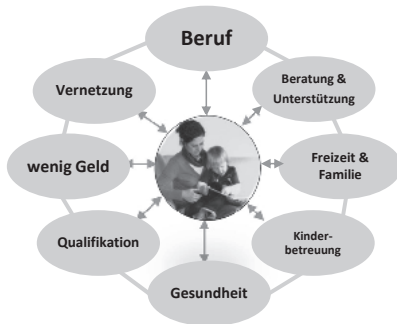 Beruf
Beratung &
Unterstützung
Freizeit &
Familie
Kinder-
betreuung
Gesundheit
Qualifikation
wenig Geld
Vernetzung